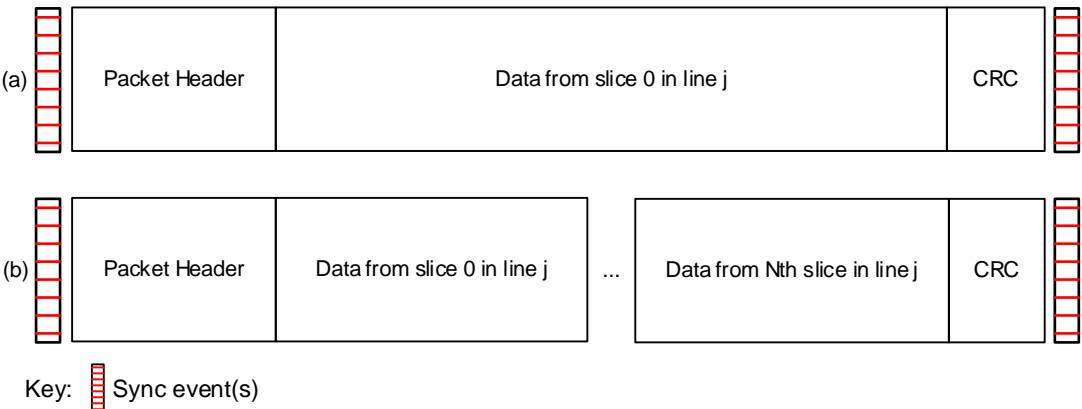 (a) Packet Header Data from slice 0 in line j CRC
(b) Packet Header Data from slice 0 in line j ... Data from Nth slice in line j CRC
Key: Sync event(s)